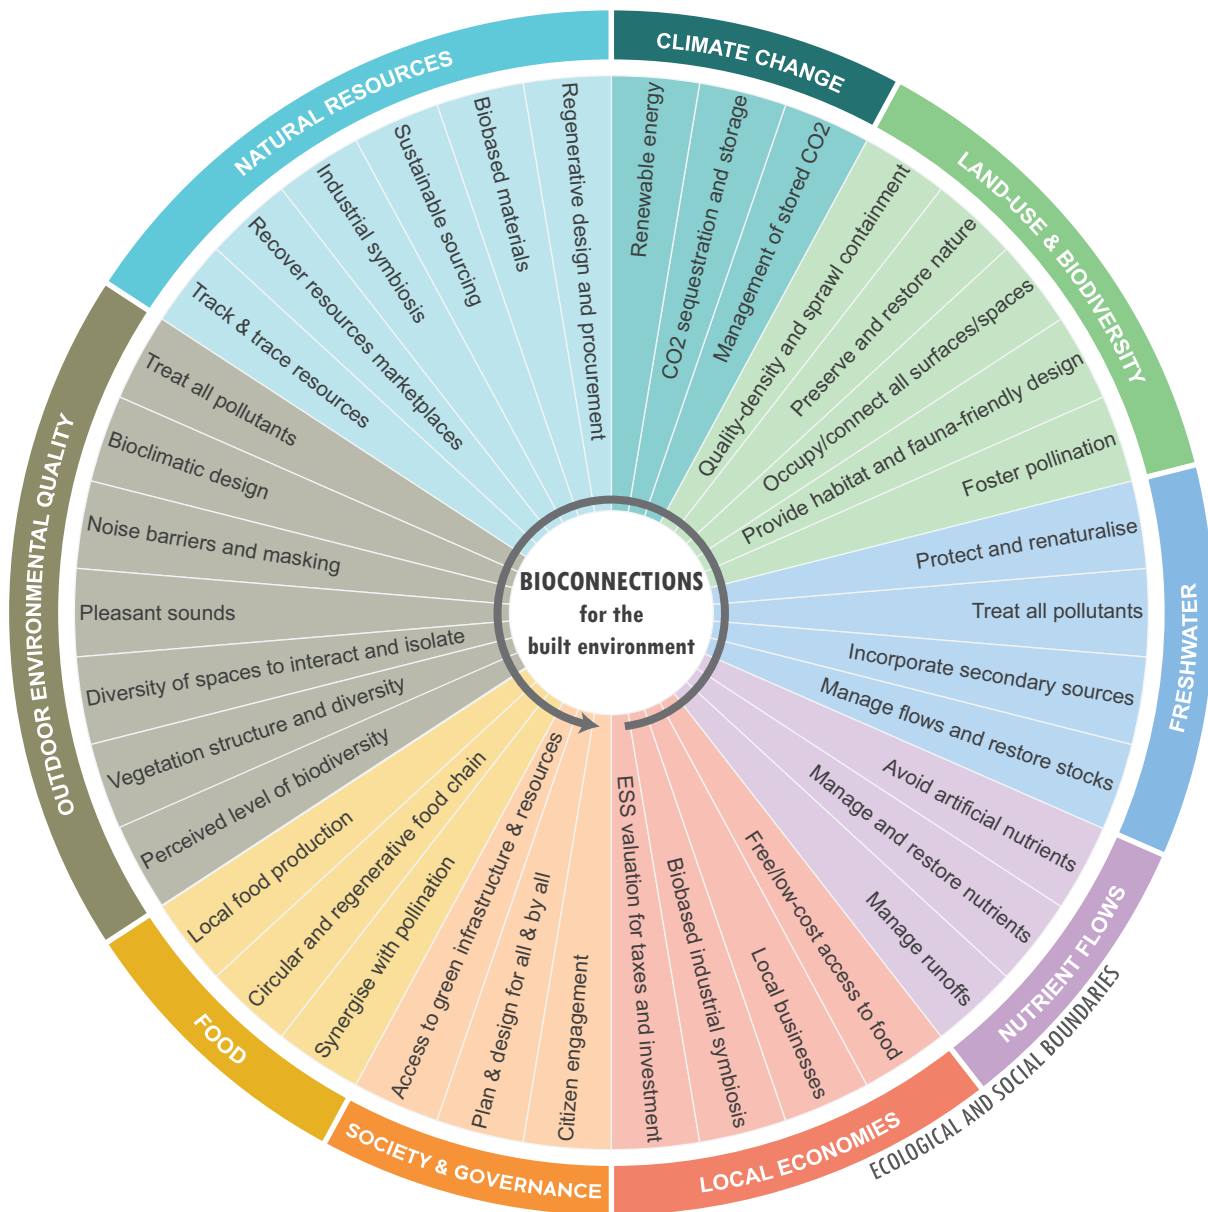 CLIMATE CHANGE
Renewable energy
CO2 sequestration and storage
Management of stored CO2
LAND-USE & BIODIVERSITY
Quality-density and sprawl containment
Preserve and restore nature
Occupy/connect all surfaces/spaces
Provide habitat and fauna-friendly design
Foster pollination
FRESHWATER
Protect and renaturalise
Treat all pollutants
Incorporate secondary sources
Manage flows and restore stocks
NUTRIENT FLOWS
Avoid artificial nutrients
Manage and restore nutrients
Manage runoffs
ECOLOGICAL AND SOCIAL BOUNDARIES
LOCAL ECONOMIES
Free/low-cost access to food
Local businesses
Biobased industrial symbiosis
ESS valuation for taxes and investment
SOCIETY & GOVERNANCE
Citizen engagement
Plan & design for all & by all
Access to green infrastructure & resources
FOOD
Synergise with pollination
Circular and regenerative food chain
Local food production
OUTDOOR ENVIRONMENTAL QUALITY
Perceived level of biodiversity
Vegetation structure and diversity
Diversity of spaces to interact and isolate
Pleasant sounds
Noise barriers and masking
Bioclimatic design
Treat all pollutants
NATURAL RESOURCES
Track & trace resources
Recover resources marketplaces
Industrial symbiosis
Sustainable sourcing
Biobased materials
Regenerative design and procurement
BIOCONNECTIONS
for the
built environment